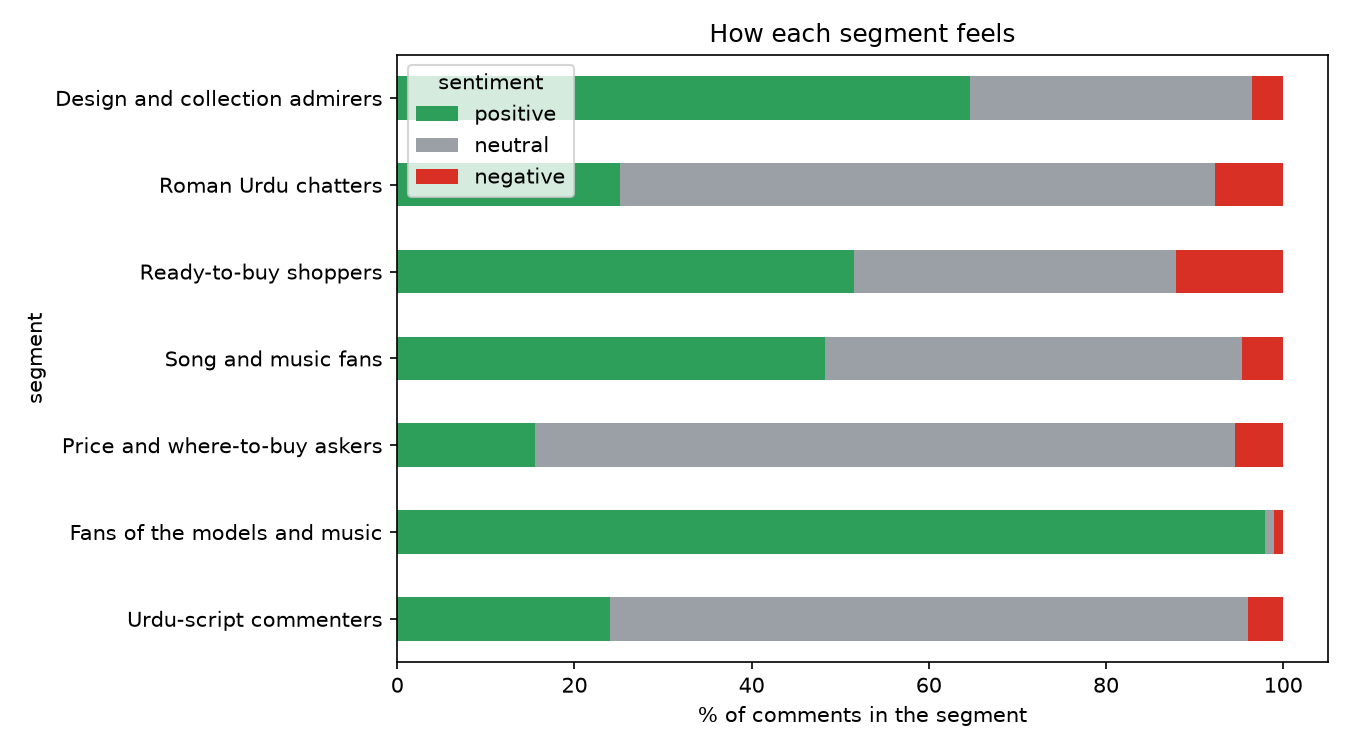 How each segment feels
sentiment
positive
neutral
negative
segment
Design and collection admirers
Roman Urdu chatters
Ready-to-buy shoppers
Song and music fans
Price and where-to-buy askers
Fans of the models and music
Urdu-script commenters
0 20 40 60 80 100
% of comments in the segment